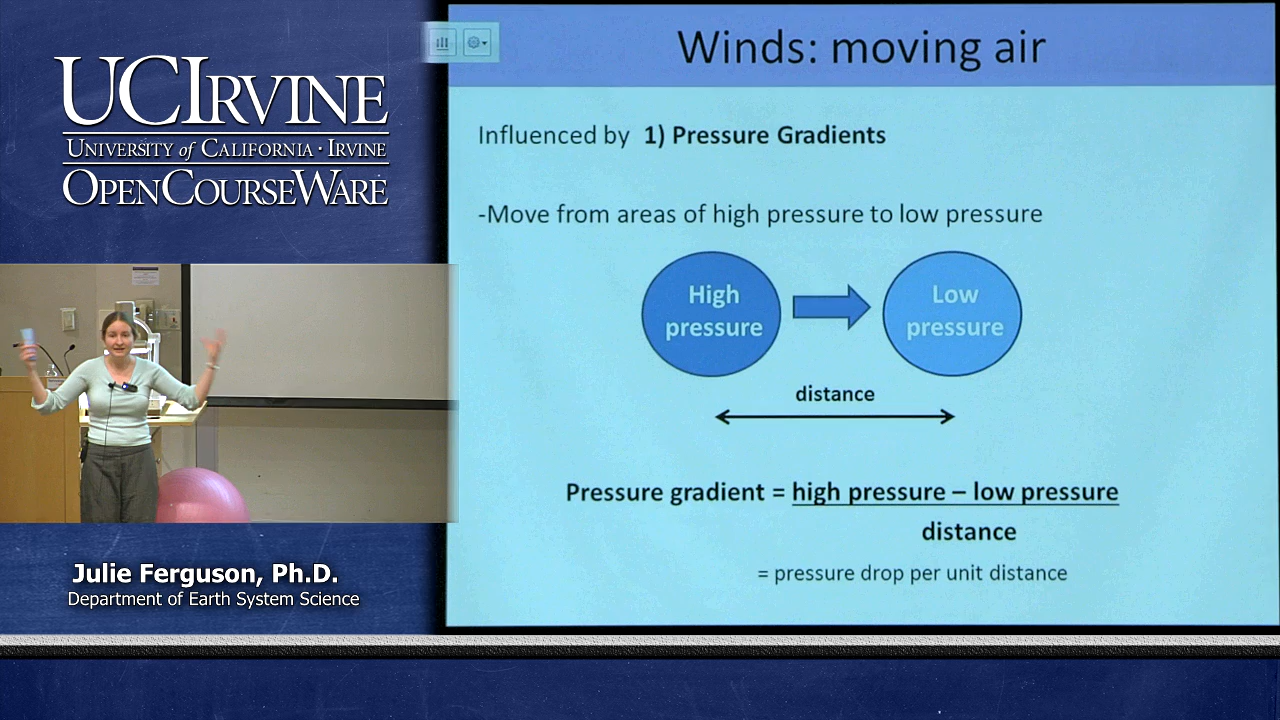 UCIRVINE
UNIVERSITY of CALIFORNIA · IRVINE
OPENCOURSEWARE
Julie Ferguson, Ph.D.
Department of Earth System Science
Winds: moving air
Influenced by 1) Pressure Gradients
-Move from areas of high pressure to low pressure
High
pressure
Low
pressure
distance
Pressure gradient = high pressure – low pressure
distance
= pressure drop per unit distance